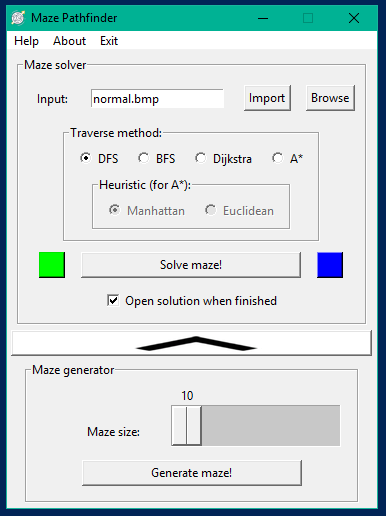 Maze Pathfinder
Help About Exit
Maze solver
Input: normal.bmp Import Browse
Traverse method:
DFS BFS Dijkstra A*
Heuristic (for A*):
Manhattan Euclidean
Solve maze!
Open solution when finished
Maze generator
10
Maze size:
Generate maze!